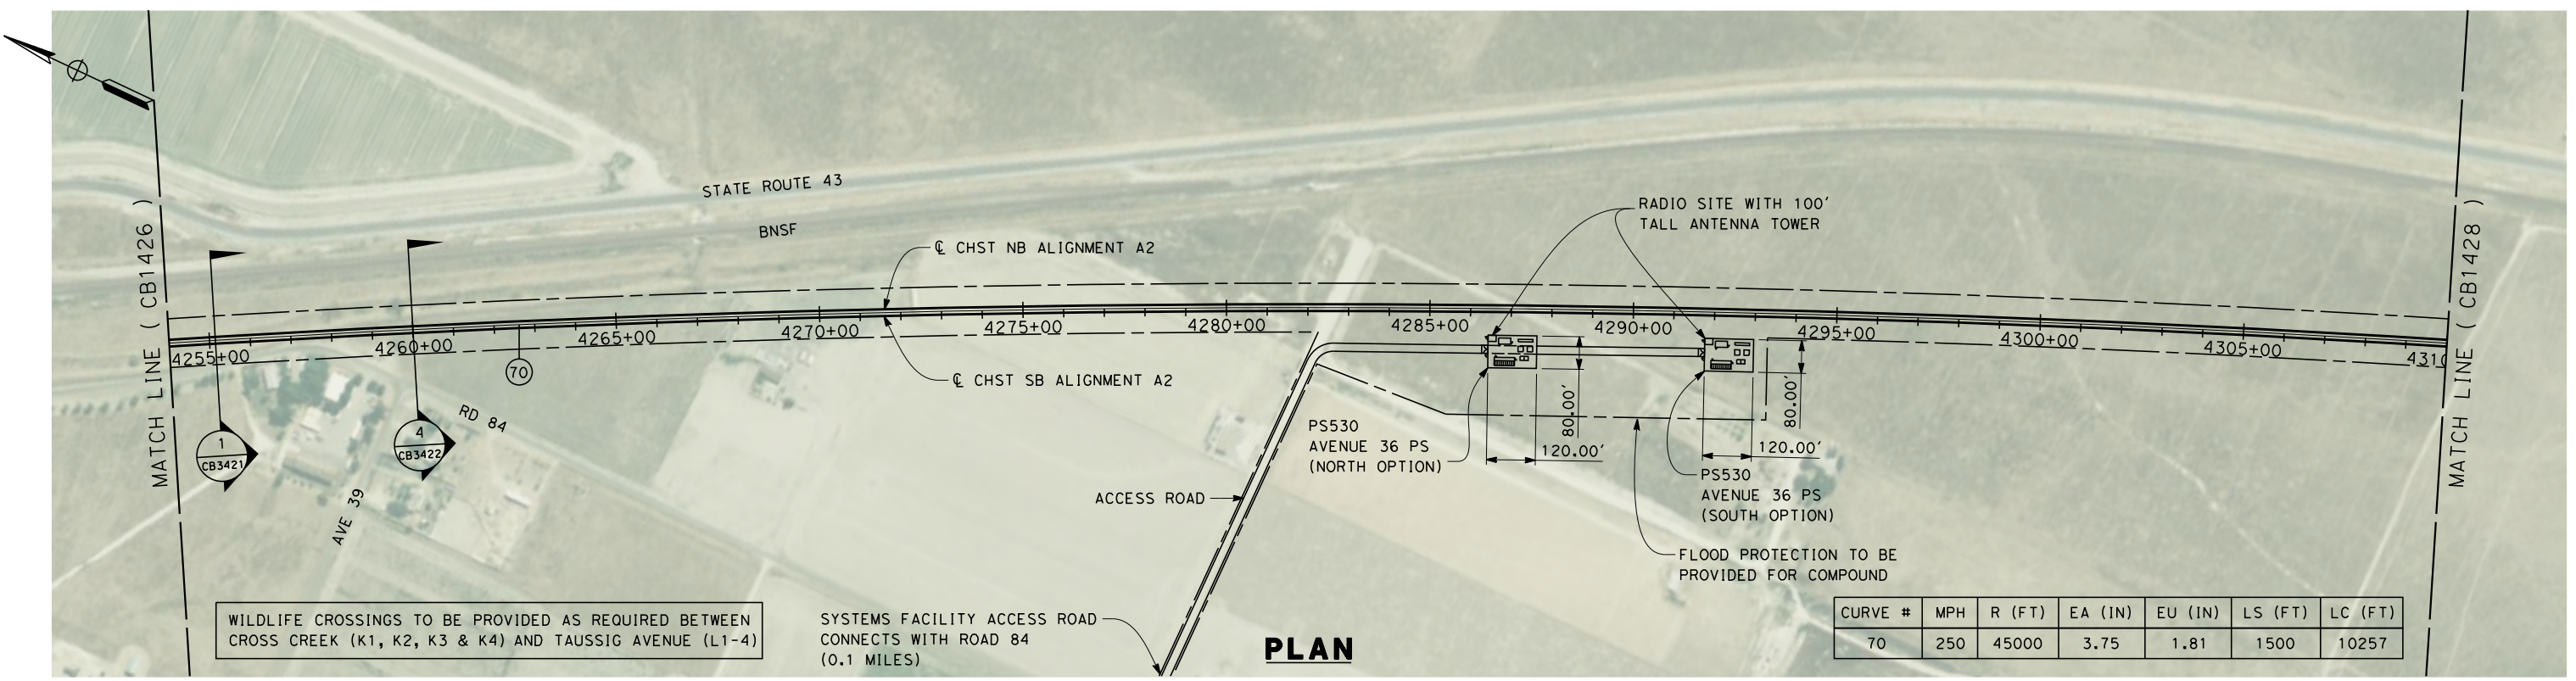 STATE ROUTE 43
BNSF
℄ CHST NB ALIGNMENT A2
℄ CHST SB ALIGNMENT A2
RADIO SITE WITH 100′
TALL ANTENNA TOWER
MATCH LINE ( CB1426 )
MATCH LINE ( CB1428 )
4255+00
4260+00
4265+00
4270+00
4275+00
4280+00
4285+00
4290+00
4295+00
4300+00
4305+00
4310
70
RD 84
AVE 39
1
CB3421
4
CB3422
PS530
AVENUE 36 PS
(NORTH OPTION)
80.00′
120.00′
80.00′
120.00′
PS530
AVENUE 36 PS
(SOUTH OPTION)
ACCESS ROAD
FLOOD PROTECTION TO BE
PROVIDED FOR COMPOUND
WILDLIFE CROSSINGS TO BE PROVIDED AS REQUIRED BETWEEN
CROSS CREEK (K1, K2, K3 & K4) AND TAUSSIG AVENUE (L1-4)
SYSTEMS FACILITY ACCESS ROAD
CONNECTS WITH ROAD 84
(0.1 MILES)
PLAN
CURVE # MPH R (FT) EA (IN) EU (IN) LS (FT) LC (FT)
70 250 45000 3.75 1.81 1500 10257